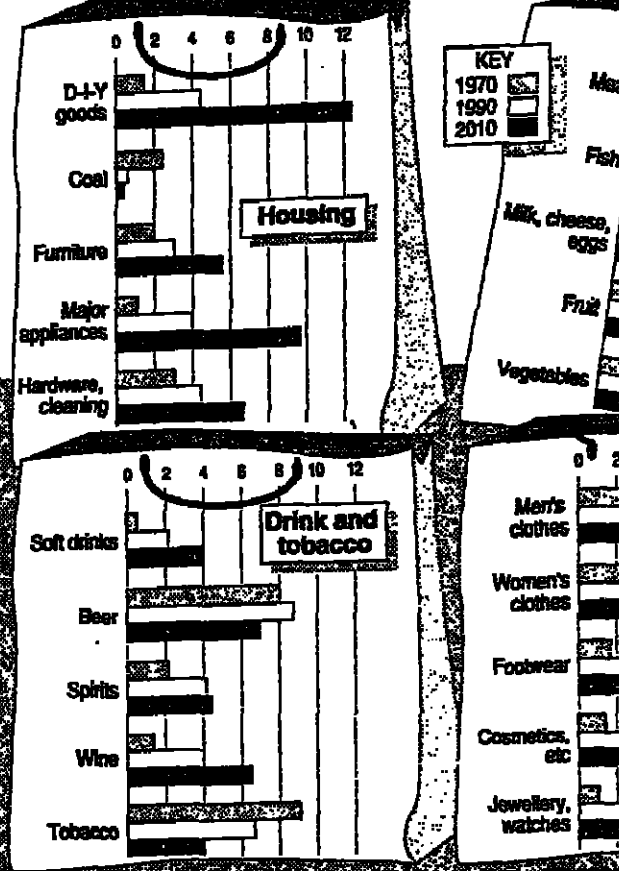 0 2 4 6 8 10 12
D-I-Y
goods
Coal
Furniture
Major
appliances
Hardware,
cleaning
Housing
KEY
1970
1990
2010
Fish
Milk, cheese,
eggs
Fruit
Vegetables
0 2 4 6 8 10 12
Soft drinks
Beer
Spirits
Wine
Tobacco
Drink and
tobacco
0 2
Men's
clothes
Women's
clothes
Footwear
Cosmetics,
etc
Jewellery,
watches